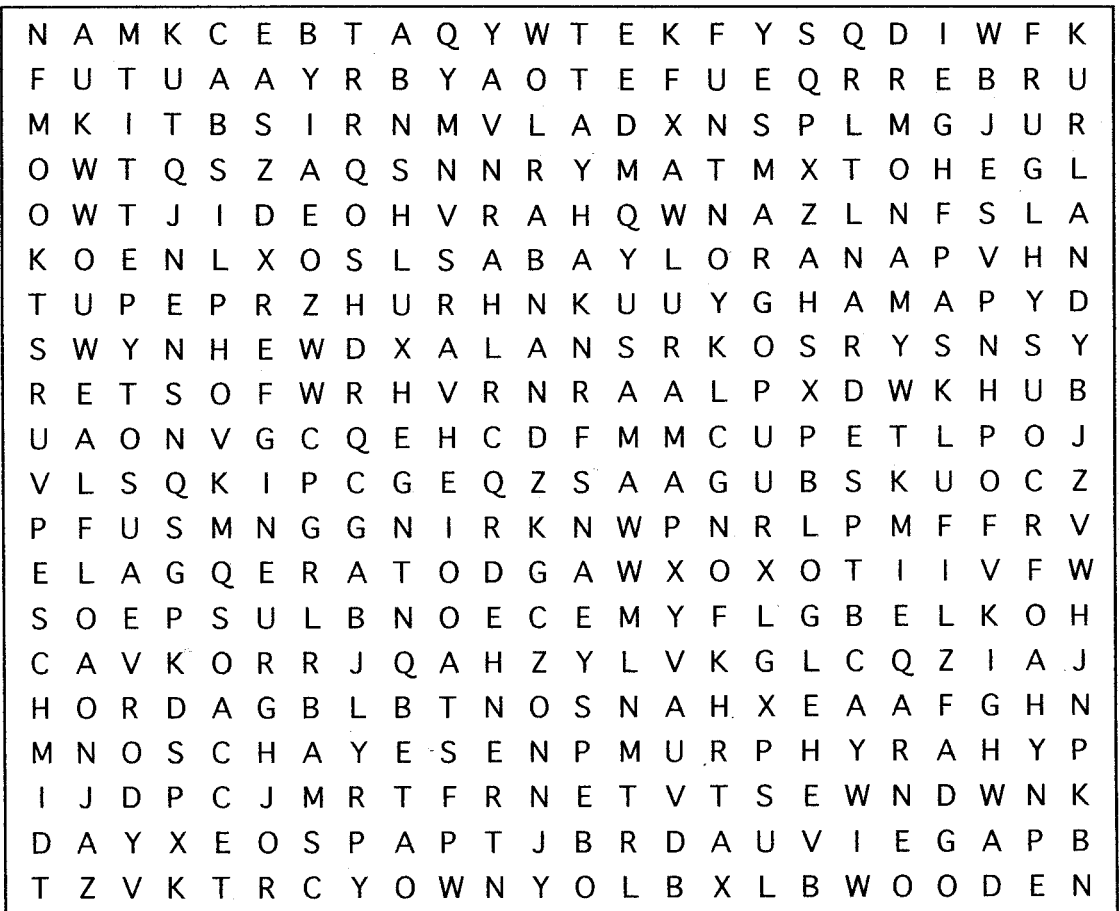 N A M K C E B T A Q Y W T E K F Y S Q D I W F K
F U T U A A Y R B Y A O T E F U E Q R R E B R U
M K I T B S I R N M V L A D X N S P L M G J U R
O W T Q S Z A Q S N N R Y M A T M X T O H E G L
O W T J I D E O H V R A H Q W N A Z L N F S L A
K O E N L X O S L S A B A Y L O R A N A P V H N
T U P E P R Z H U R H N K U U Y G H A M A P Y D
S W Y N H E W D X A L A N S R K O S R Y S N S Y
R E T S O F W R H V R N R A A L P X D W K H U B
U A O N V G C Q E H C D F M M C U P E T L P O J
V L S Q K I P C G E Q Z S A A G U B S K U O C Z
P F U S M N G G N I R K N W P N R L P M F F R V
E L A G Q E R A T O D G A W X O X O T I I V F W
S O E P S U L B N O E C E M Y F L G B E L K O H
C A V K O R R J Q A H Z Y L V K G L C Q Z I A J
H O R D A G B L B T N O S N A H X E A A F G H N
M N O S C H A Y E S E N P M U R P H Y R A H Y P
I J D P C J M R T F R N E T V T S E W N D W N K
D A Y X E O S P A P T J B R D A U V I E G A P B
T Z V K T R C Y O W N Y O L B X L B W O O D E N